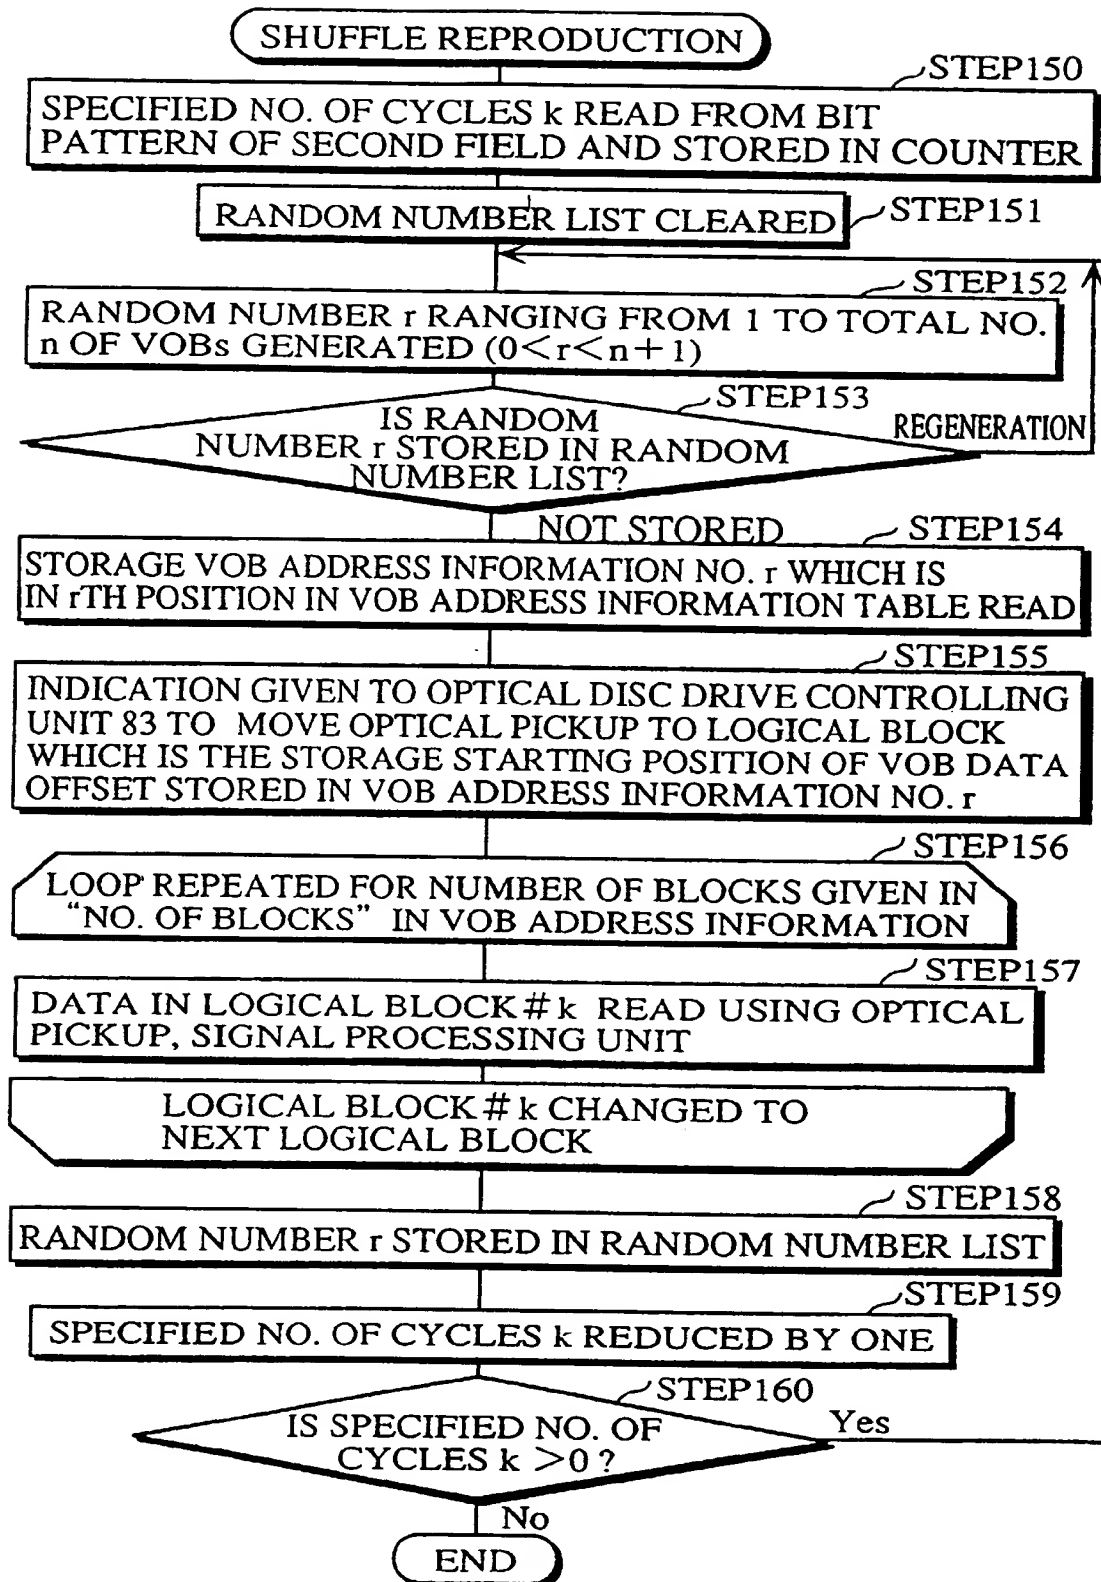 SHUFFLE REPRODUCTION
STEP150
SPECIFIED NO. OF CYCLES k READ FROM BIT
PATTERN OF SECOND FIELD AND STORED IN COUNTER
RANDOM NUMBER LIST CLEARED
STEP151
STEP152
RANDOM NUMBER r RANGING FROM 1 TO TOTAL NO.
n OF VOBs GENERATED (0<r<n+1)
STEP153
IS RANDOM
NUMBER r STORED IN RANDOM
NUMBER LIST?
REGENERATION
NOT STORED
STEP154
STORAGE VOB ADDRESS INFORMATION NO. r WHICH IS
IN rTH POSITION IN VOB ADDRESS INFORMATION TABLE READ
STEP155
INDICATION GIVEN TO OPTICAL DISC DRIVE CONTROLLING
UNIT 83 TO MOVE OPTICAL PICKUP TO LOGICAL BLOCK
WHICH IS THE STORAGE STARTING POSITION OF VOB DATA
OFFSET STORED IN VOB ADDRESS INFORMATION NO. r
STEP156
LOOP REPEATED FOR NUMBER OF BLOCKS GIVEN IN
“NO. OF BLOCKS” IN VOB ADDRESS INFORMATION
STEP157
DATA IN LOGICAL BLOCK # k READ USING OPTICAL
PICKUP, SIGNAL PROCESSING UNIT
LOGICAL BLOCK # k CHANGED TO
NEXT LOGICAL BLOCK
STEP158
RANDOM NUMBER r STORED IN RANDOM NUMBER LIST
STEP159
SPECIFIED NO. OF CYCLES k REDUCED BY ONE
STEP160
IS SPECIFIED NO. OF
CYCLES k >0 ?
Yes
No
END